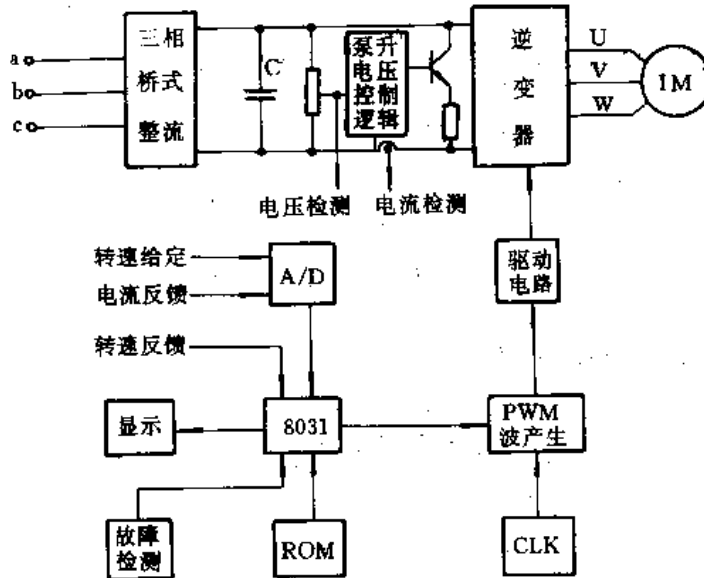 三相
桥式
整流
a
b
c
C
泵升
电压
控制
逻辑
逆
变
器
U
V
W
IM
电压检测
电流检测
转速给定
电流反馈
A/D
驱动
电路
转速反馈
显示
8031
PWM
波产生
故障
检测
ROM
CLK